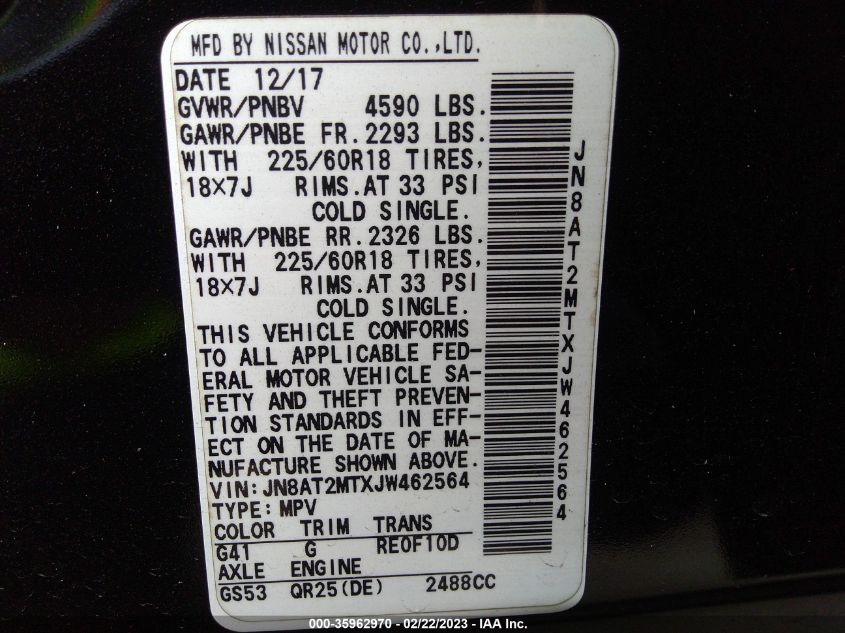 MFD BY NISSAN MOTOR CO.,LTD.
DATE 12/17
GVWR/PNBV 4590 LBS.
GAWR/PNBE FR.2293 LBS.
WITH 225/60R18 TIRES,
18X7J RIMS.AT 33 PSI
COLD SINGLE.
GAWR/PNBE RR.2326 LBS.
WITH 225/60R18 TIRES,
18X7J RIMS.AT 33 PSI
COLD SINGLE.
THIS VEHICLE CONFORMS
TO ALL APPLICABLE FED-
ERAL MOTOR VEHICLE SA-
FETY AND THEFT PREVEN-
TION STANDARDS IN EFF-
ECT ON THE DATE OF MA-
NUFACTURE SHOWN ABOVE.
VIN:JN8AT2MTXJW462564
TYPE:MPV
COLOR TRIM TRANS
G41 G RE0F10D
AXLE ENGINE
GS53 QR25(DE) 2488CC
JN8AT2MTXJW462564
000-35962970 - 02/22/2023 - IAA Inc.